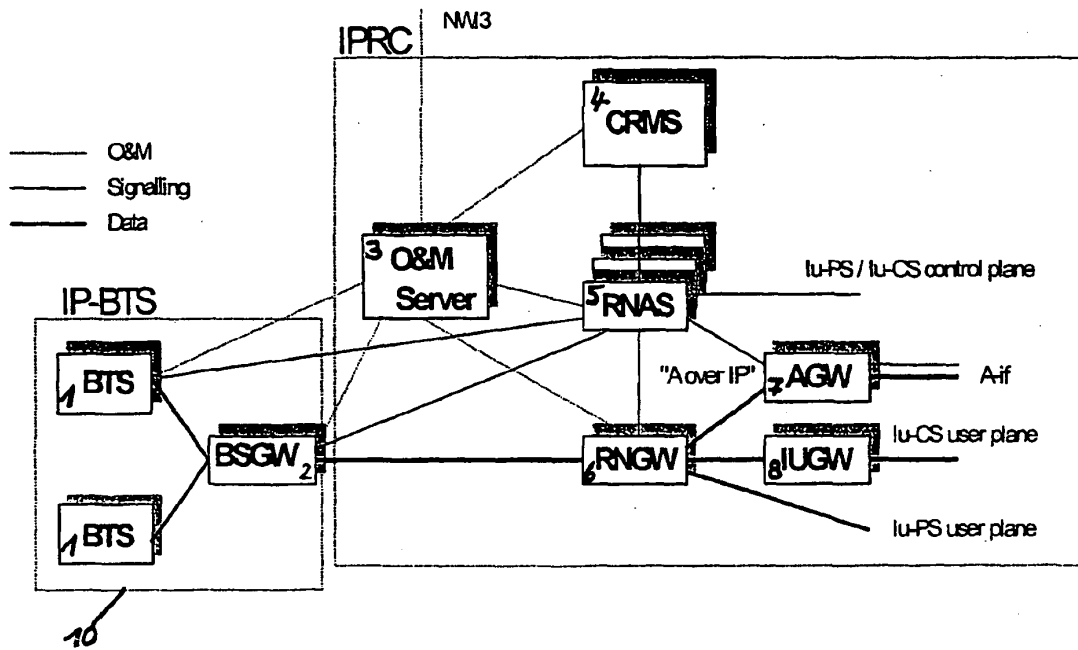 NWI3
IPRC
4
CRMS
O&M
Signalling
Data
3 O&M
Server
5 RNAS
Iu-PS / Iu-CS control plane
IP-BTS
1 BTS
"A over IP"
7 AGW
A-if
BSGW 2
6 RNGW
8 IUGW
Iu-CS user plane
1 BTS
Iu-PS user plane
10